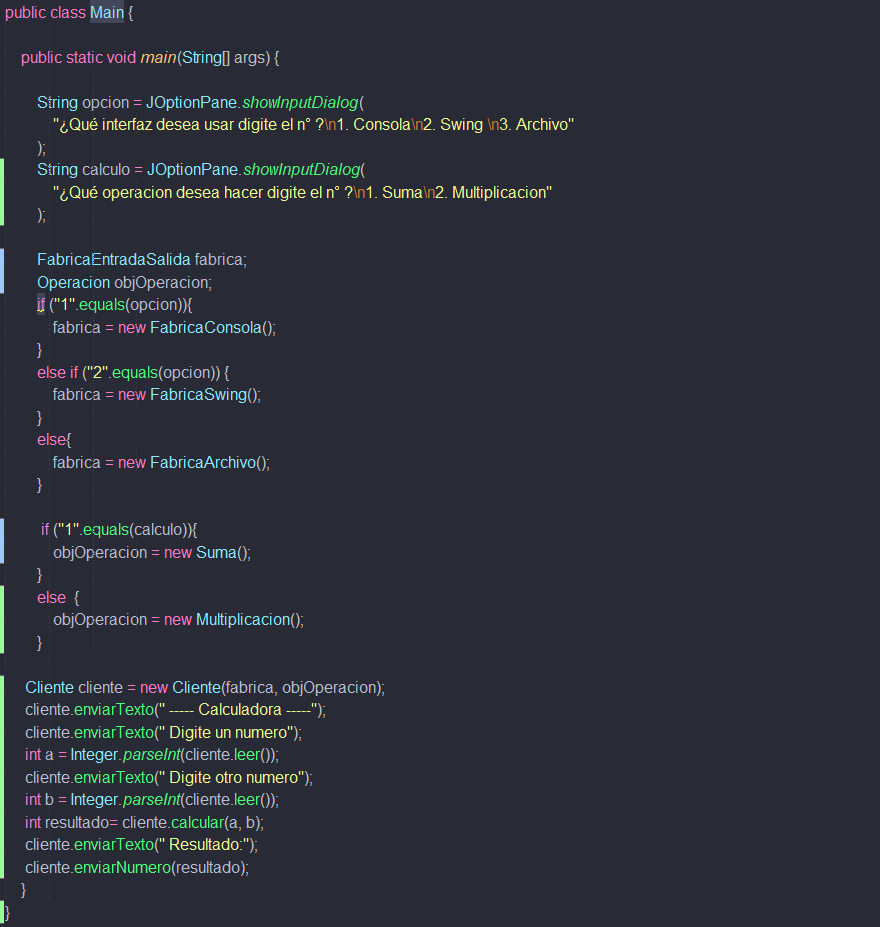 public class Main {
public static void main(String[] args) {
String opcion = JOptionPane.showInputDialog(
"¿Qué interfaz desea usar digite el n° ?\n1. Consola\n2. Swing \n3. Archivo"
);
String calculo = JOptionPane.showInputDialog(
"¿Qué operacion desea hacer digite el n° ?\n1. Suma\n2. Multiplicacion"
);
FabricaEntradaSalida fabrica;
Operacion objOperacion;
if ("1".equals(opcion)){
fabrica = new FabricaConsola();
}
else if ("2".equals(opcion)) {
fabrica = new FabricaSwing();
}
else{
fabrica = new FabricaArchivo();
}
if ("1".equals(calculo)){
objOperacion = new Suma();
}
else  {
objOperacion = new Multiplicacion();
}
Cliente cliente = new Cliente(fabrica, objOperacion);
cliente.enviarTexto(" ----- Calculadora -----");
cliente.enviarTexto(" Digite un numero");
int a = Integer.parseInt(cliente.leer());
cliente.enviarTexto(" Digite otro numero");
int b = Integer.parseInt(cliente.leer());
int resultado= cliente.calcular(a, b);
cliente.enviarTexto(" Resultado:");
cliente.enviarNumero(resultado);
}
}